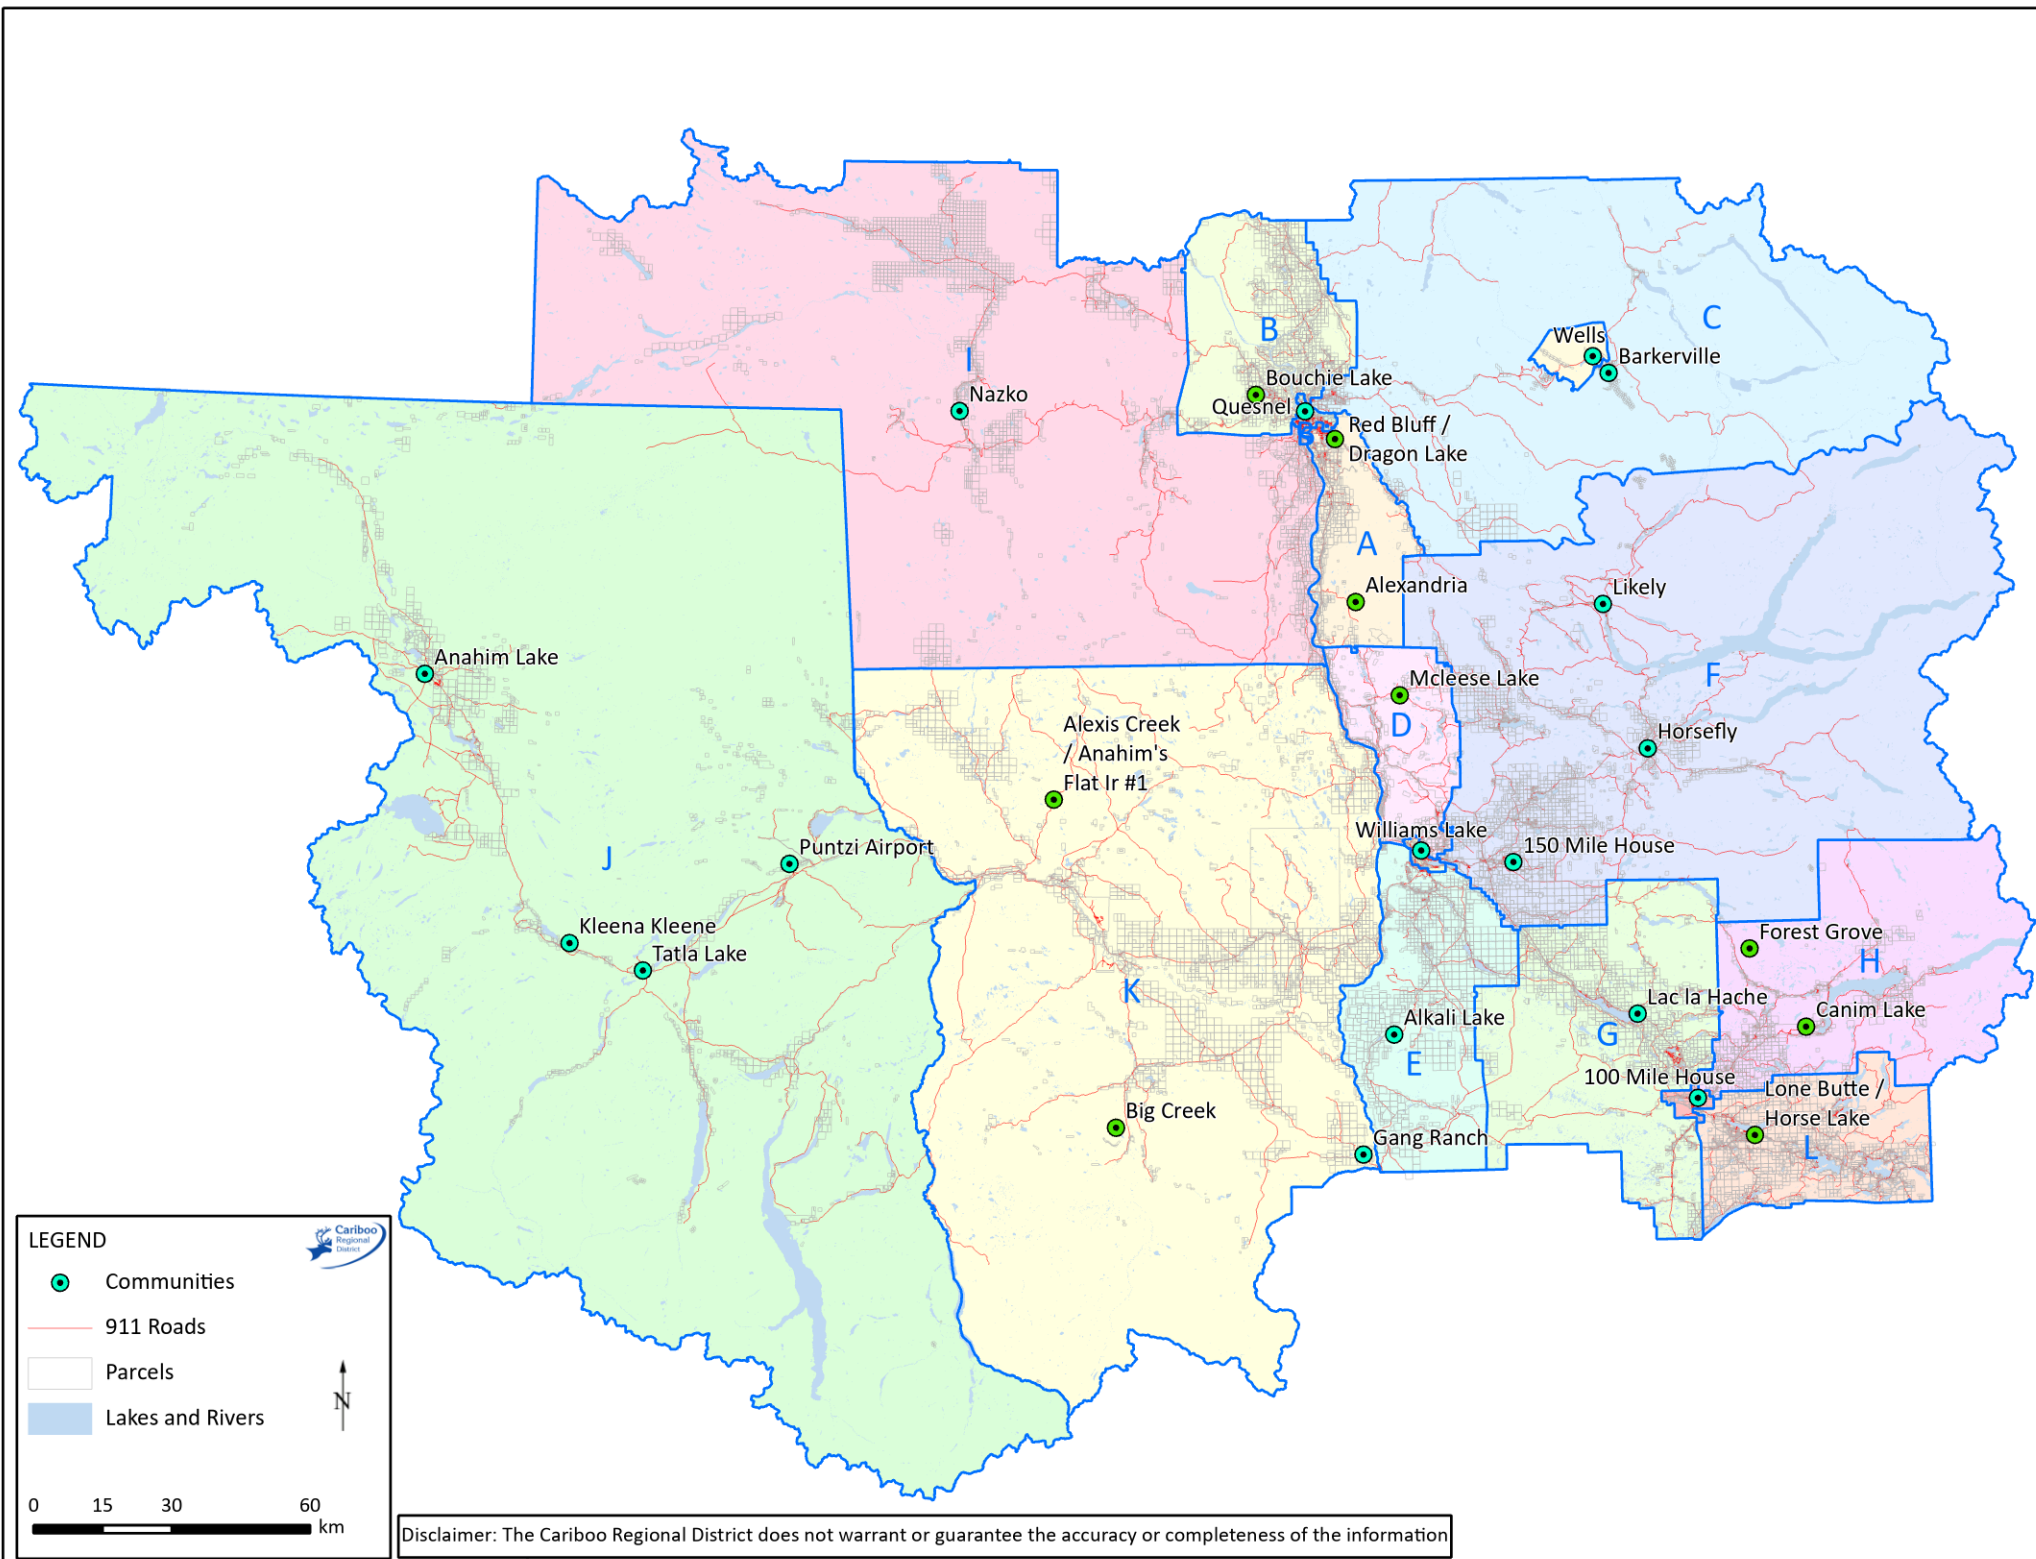 C
Wells
B
Barkerville
I
Bouchie Lake
Nazko
Quesnel
Red Bluff /
Dragon Lake
A
Alexandria
Likely
Anahim Lake
Mcleese Lake
F
D
Alexis Creek
/ Anahim's
Flat Ir #1
Horsefly
Williams Lake
150 Mile House
J
Puntzi Airport
Kleena Kleene
Tatla Lake
Forest Grove
H
K
Lac la Hache
Canim Lake
Alkali Lake
G
E
100 Mile House
Lone Butte /
Horse Lake
Big Creek
Gang Ranch
L
LEGEND
Cariboo
Regional
District
Communities
911 Roads
Parcels
N
Lakes and Rivers
0 15 30 60
km
Disclaimer: The Cariboo Regional District does not warrant or guarantee the accuracy or completeness of the information